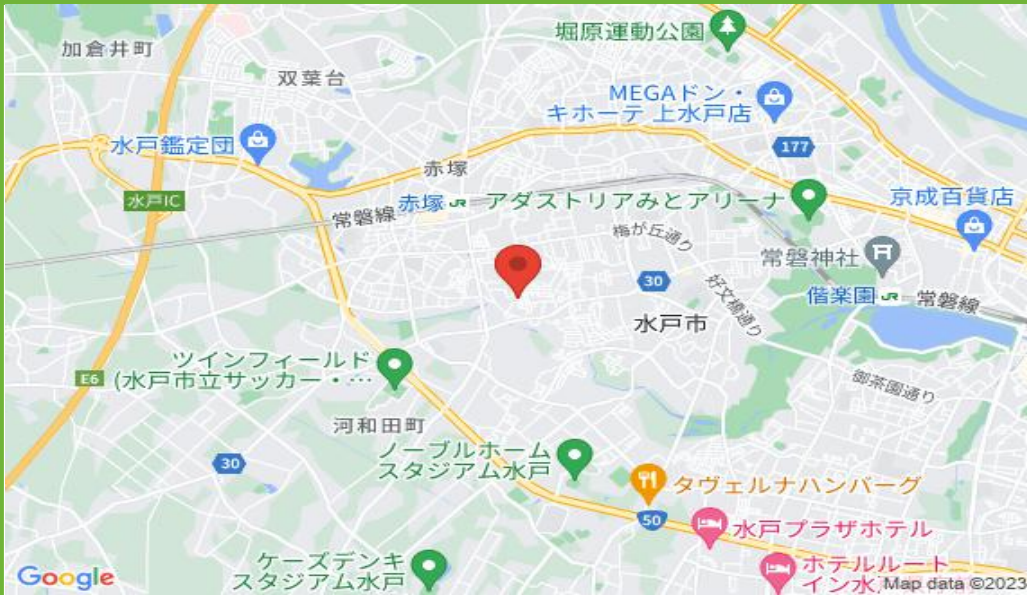 堀原運動公園
加倉井町
双葉台
MEGAドン・
キホーテ 上水戸店
水戸鑑定団
177
赤塚
水戸IC
赤塚 JR
アダストリアみとアリーナ
京成百貨店
常磐線
梅が丘通り
常磐神社
30
好文橋通り
偕楽園 JR
常磐線
水戸市
ツインフィールド
(水戸市立サッカー・…
E6
御茶園通り
河和田町
ノーブルホーム
スタジアム水戸
30
タヴェルナハンバーグ
50
水戸プラザホテル
ケーズデンキ
スタジアム水戸
ホテルルート
イン水
Google
Map data ©2023